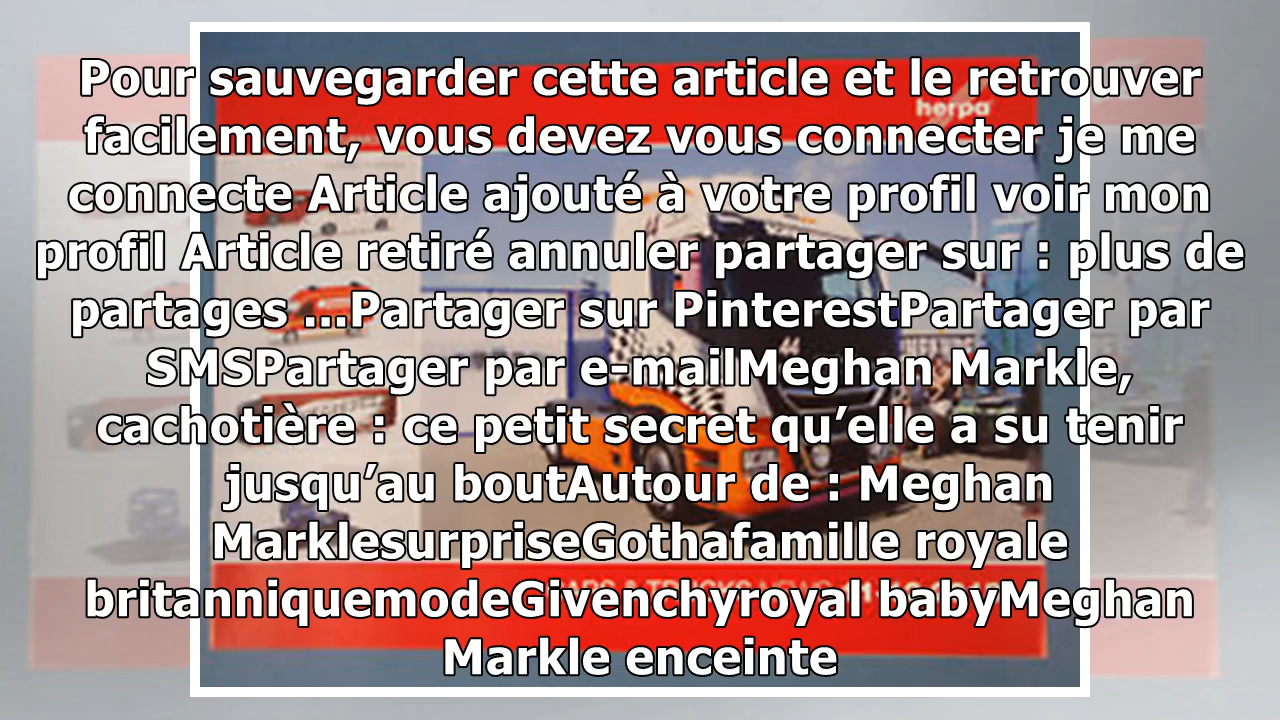 Pour sauvegarder cette article et le retrouver
facilement, vous devez vous connecter je me
connecte Article ajouté à votre profil voir mon
profil Article retiré annuler partager sur : plus de
partages ...Partager sur PinterestPartager par
SMSPartager par e-mailMeghan Markle,
cachotière : ce petit secret qu’elle a su tenir
jusqu’au boutAutour de : Meghan
MarklesurpriseGothafamille royale
britanniquemodeGivenchyroyal babyMeghan
Markle enceinte
herpa